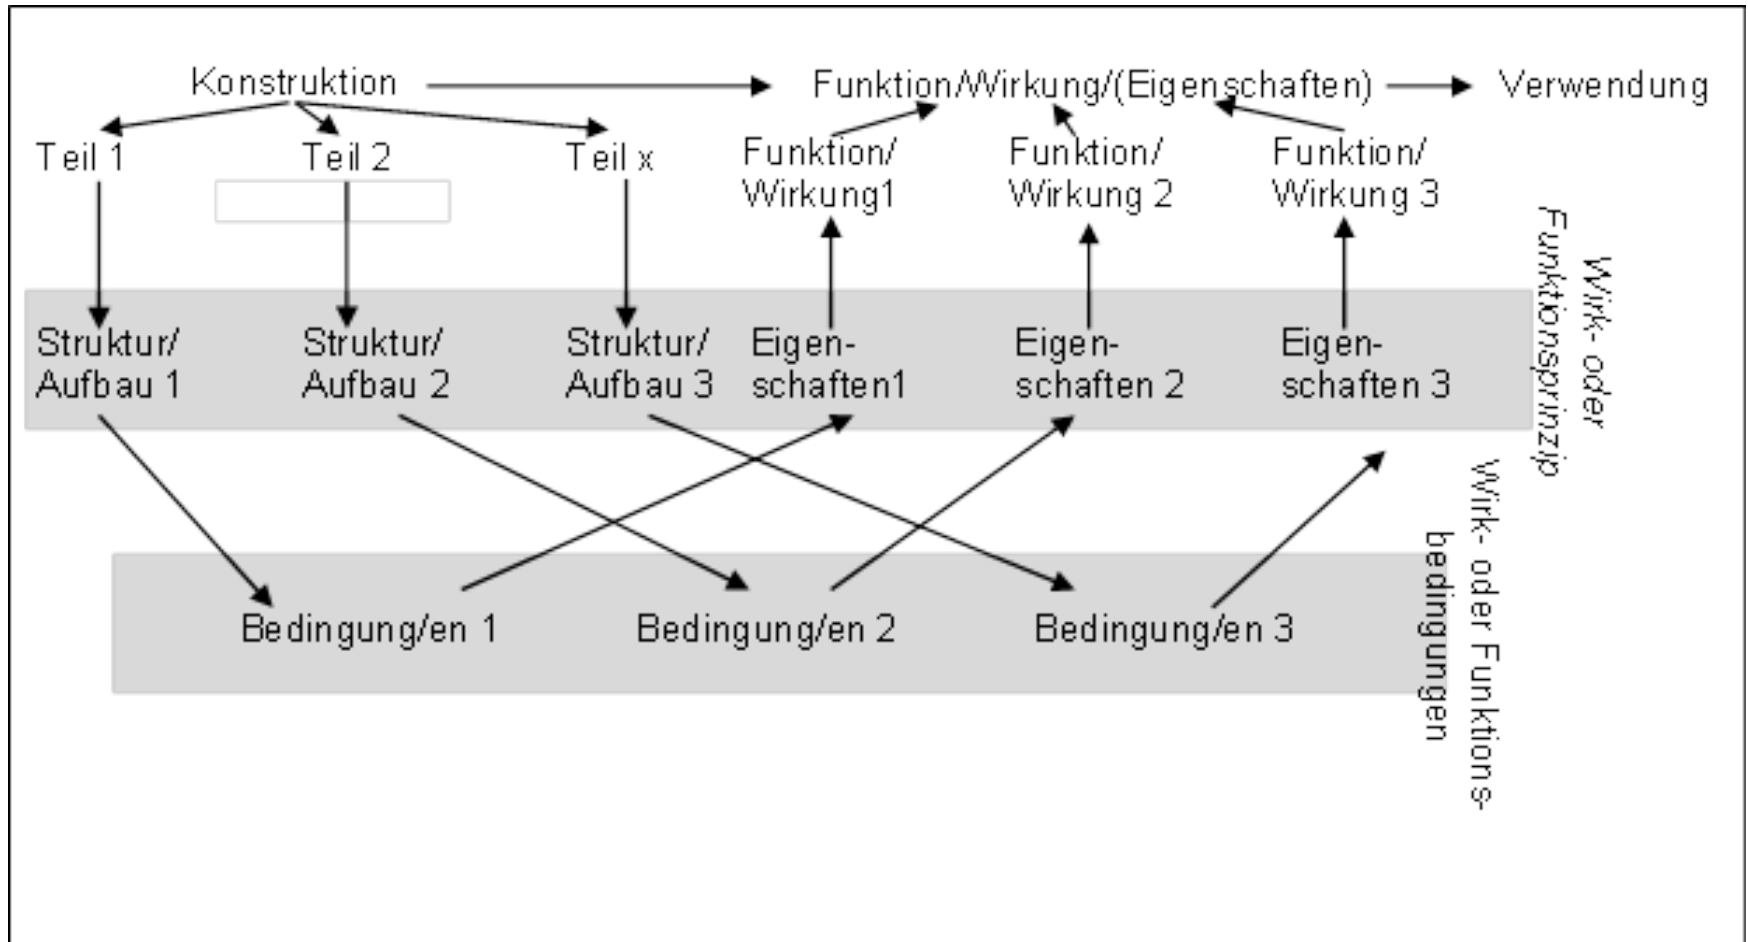 Konstruktion Funktion/Wirkung/(Eigenschaften) Verwendung
Teil 1 Teil 2 Teil x
Funktion/ Funktion/ Funktion/
Wirkung1 Wirkung 2 Wirkung 3
Struktur/ Struktur/ Struktur/ Eigen- Eigen- Eigen-
Aufbau 1 Aufbau 2 Aufbau 3 schaften1 schaften 2 schaften 3
Wirk- oder
Funktionsprinzip
Bedingung/en 1 Bedingung/en 2 Bedingung/en 3
Wirk- oder Funktions-
bedingungen